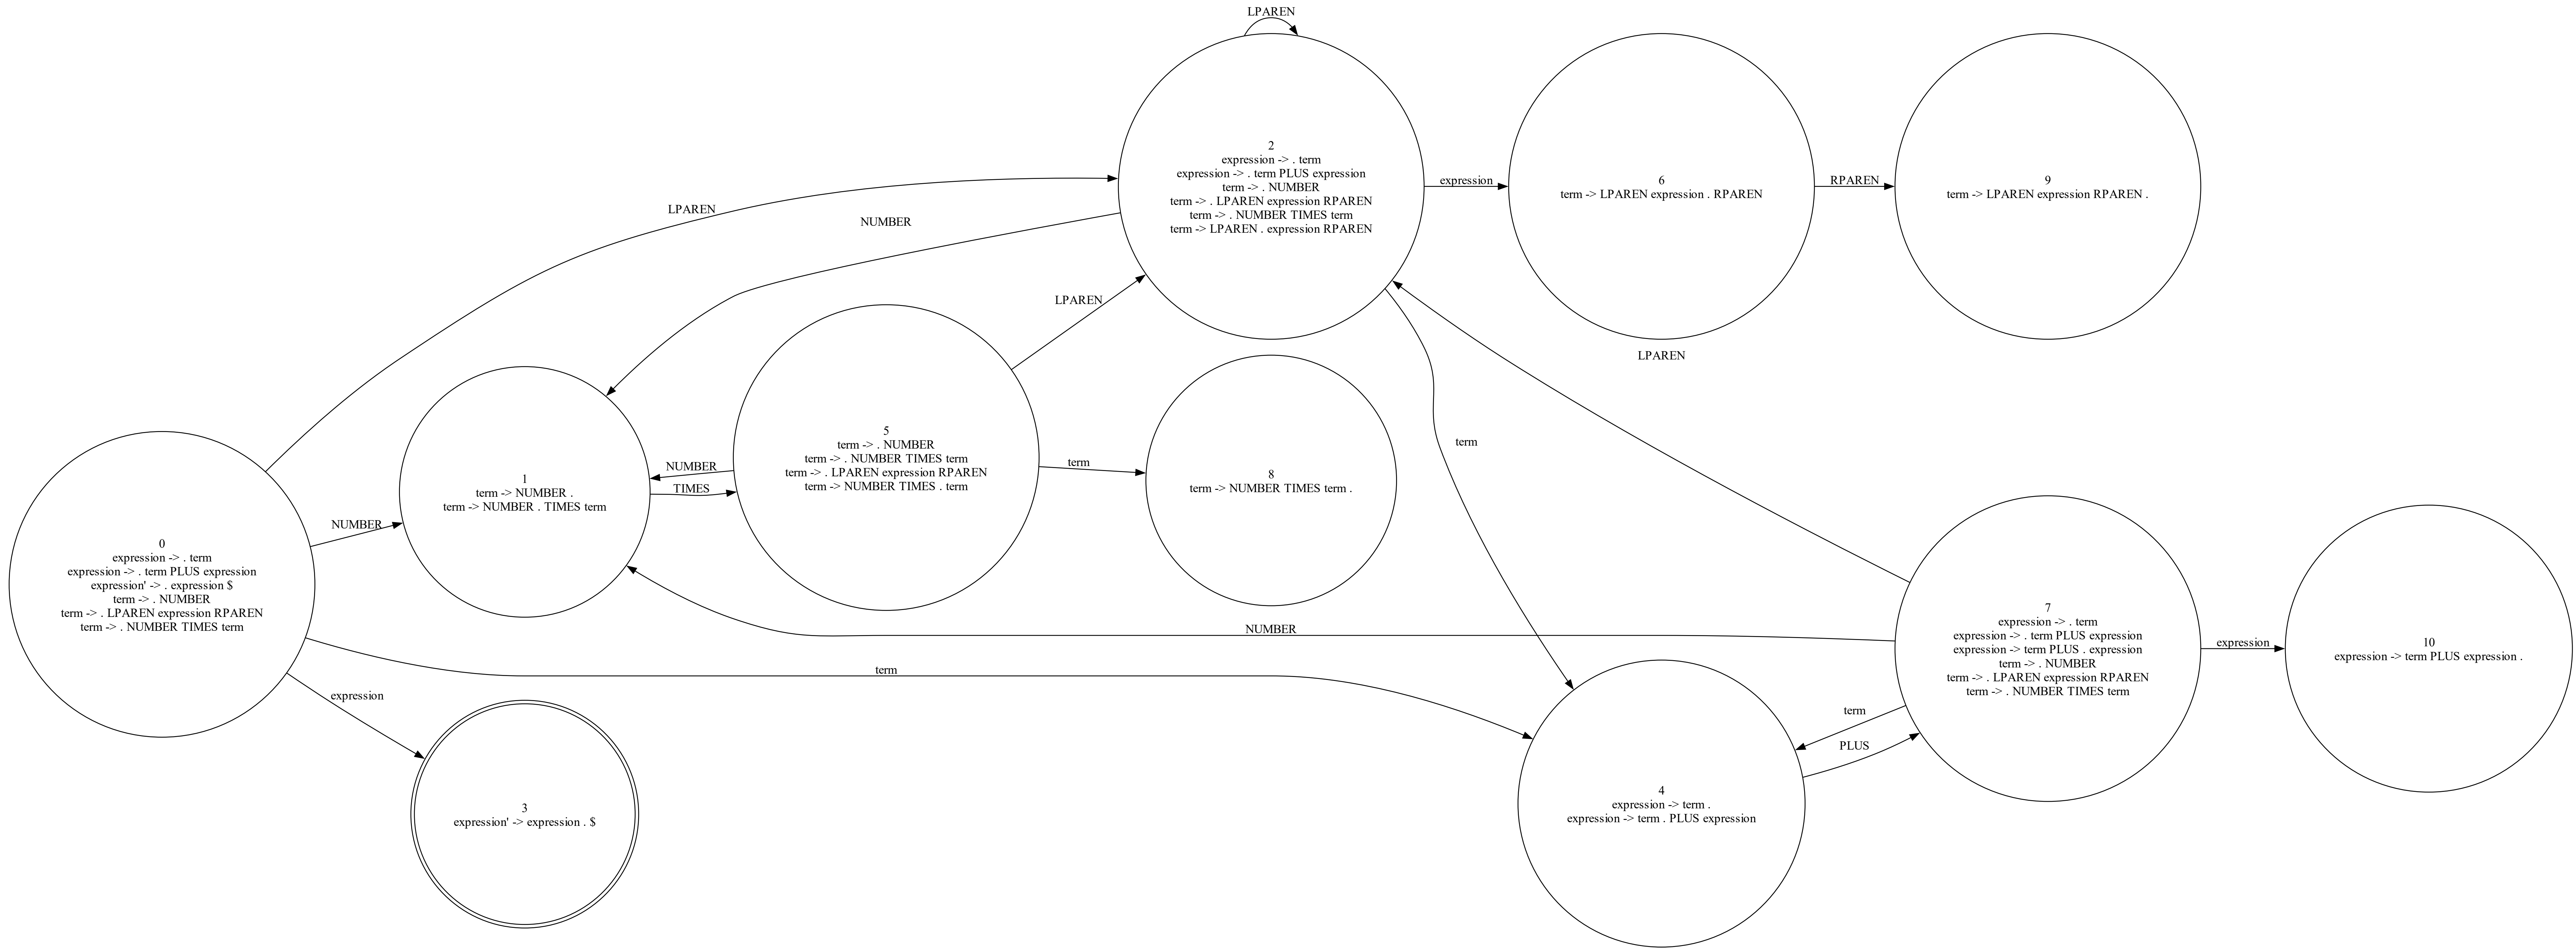 LPAREN
2
expression -> . term
expression -> . term PLUS expression
term -> . NUMBER
term -> . LPAREN expression RPAREN
term -> . NUMBER TIMES term
term -> LPAREN . expression RPAREN
expression
6
term -> LPAREN expression . RPAREN
RPAREN
9
term -> LPAREN expression RPAREN .
LPAREN
NUMBER
LPAREN
LPAREN
5
term -> . NUMBER
term -> . NUMBER TIMES term
term -> . LPAREN expression RPAREN
term -> NUMBER TIMES . term
term
term
8
term -> NUMBER TIMES term .
NUMBER
TIMES
1
term -> NUMBER .
term -> NUMBER . TIMES term
NUMBER
0
expression -> . term
expression -> . term PLUS expression
expression' -> . expression $
term -> . NUMBER
term -> . LPAREN expression RPAREN
term -> . NUMBER TIMES term
NUMBER
7
expression -> . term
expression -> . term PLUS expression
expression -> term PLUS . expression
term -> . NUMBER
term -> . LPAREN expression RPAREN
term -> . NUMBER TIMES term
expression
10
expression -> term PLUS expression .
term
expression
term
PLUS
3
expression' -> expression . $
4
expression -> term .
expression -> term . PLUS expression